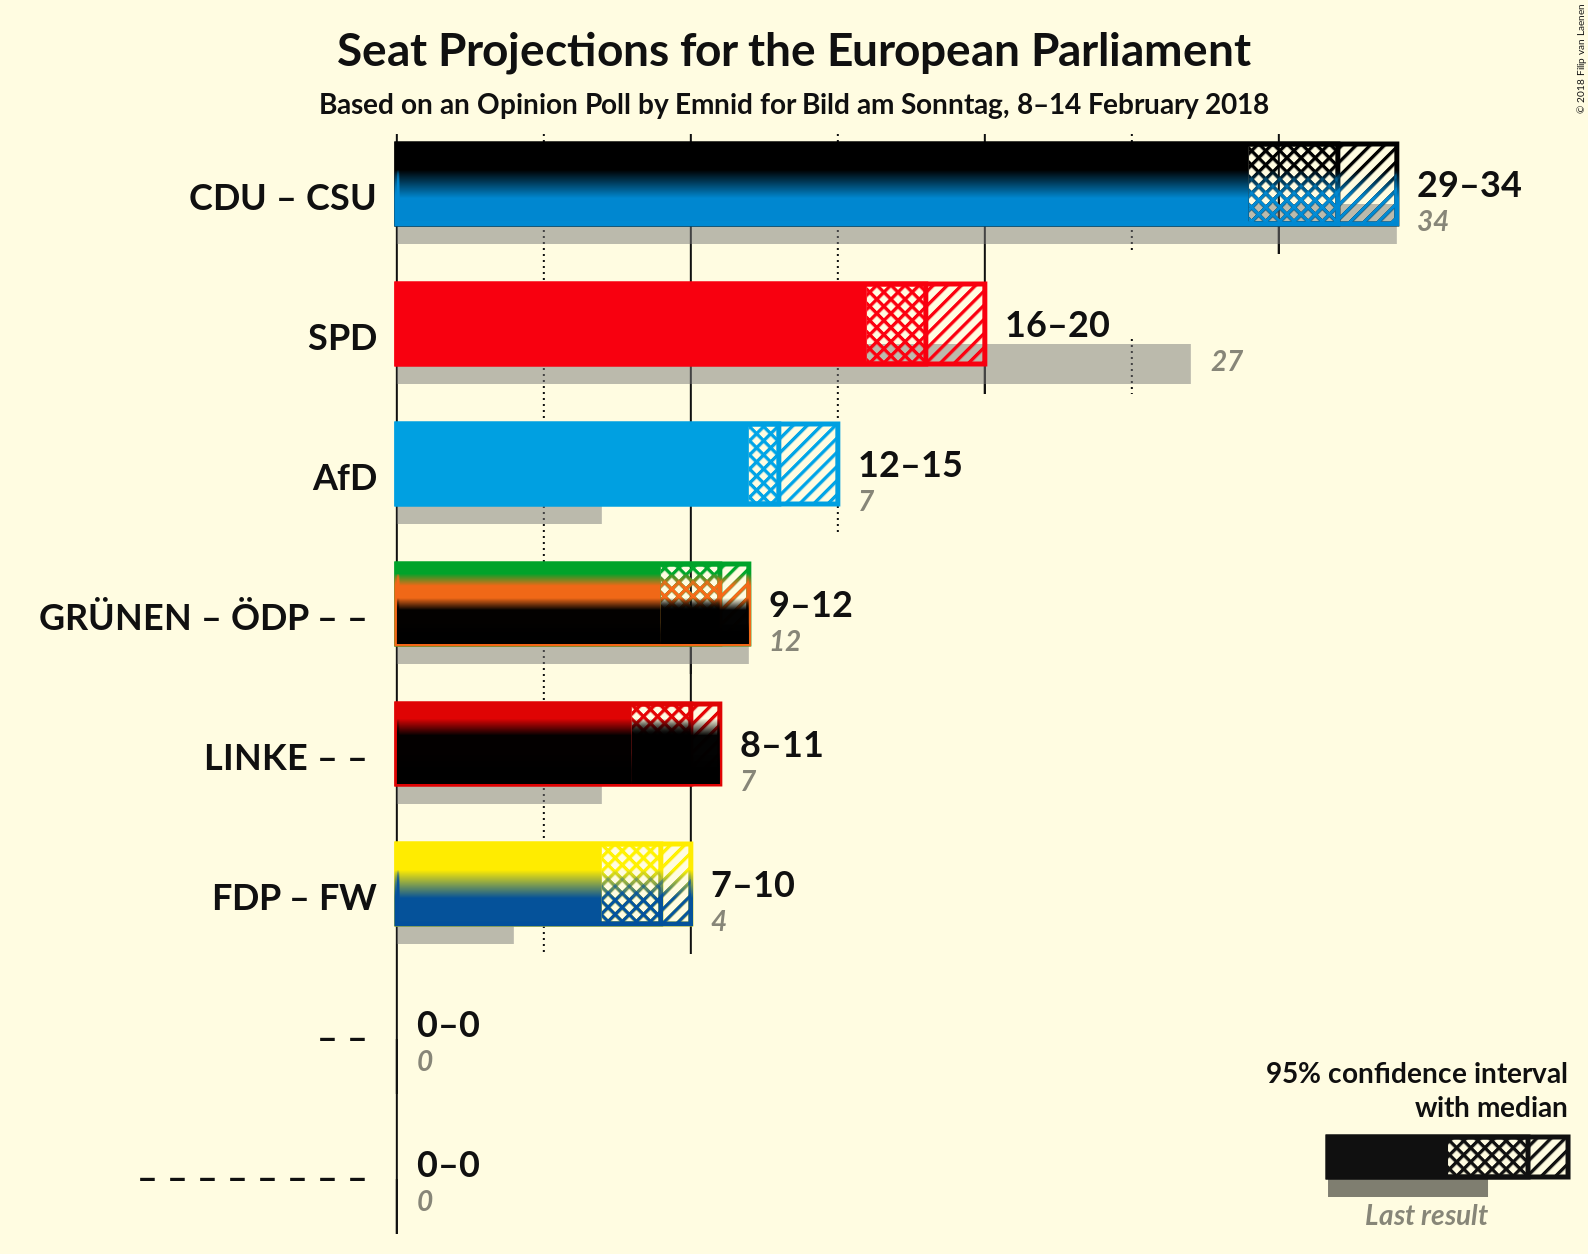 Seat Projections for the European Parliament
Based on an Opinion Poll by Emnid for Bild am Sonntag, 8–14 February 2018
© 2018 Filip van Laenen
CDU – CSU
29–34
34
SPD
16–20
27
AfD
12–15
7
GRÜNEN – ÖDP – –
9–12
12
LINKE – –
8–11
7
FDP – FW
7–10
4
– –
0–0
0
– – – – – – – –
0–0
0
95% confidence interval
with median
Last result